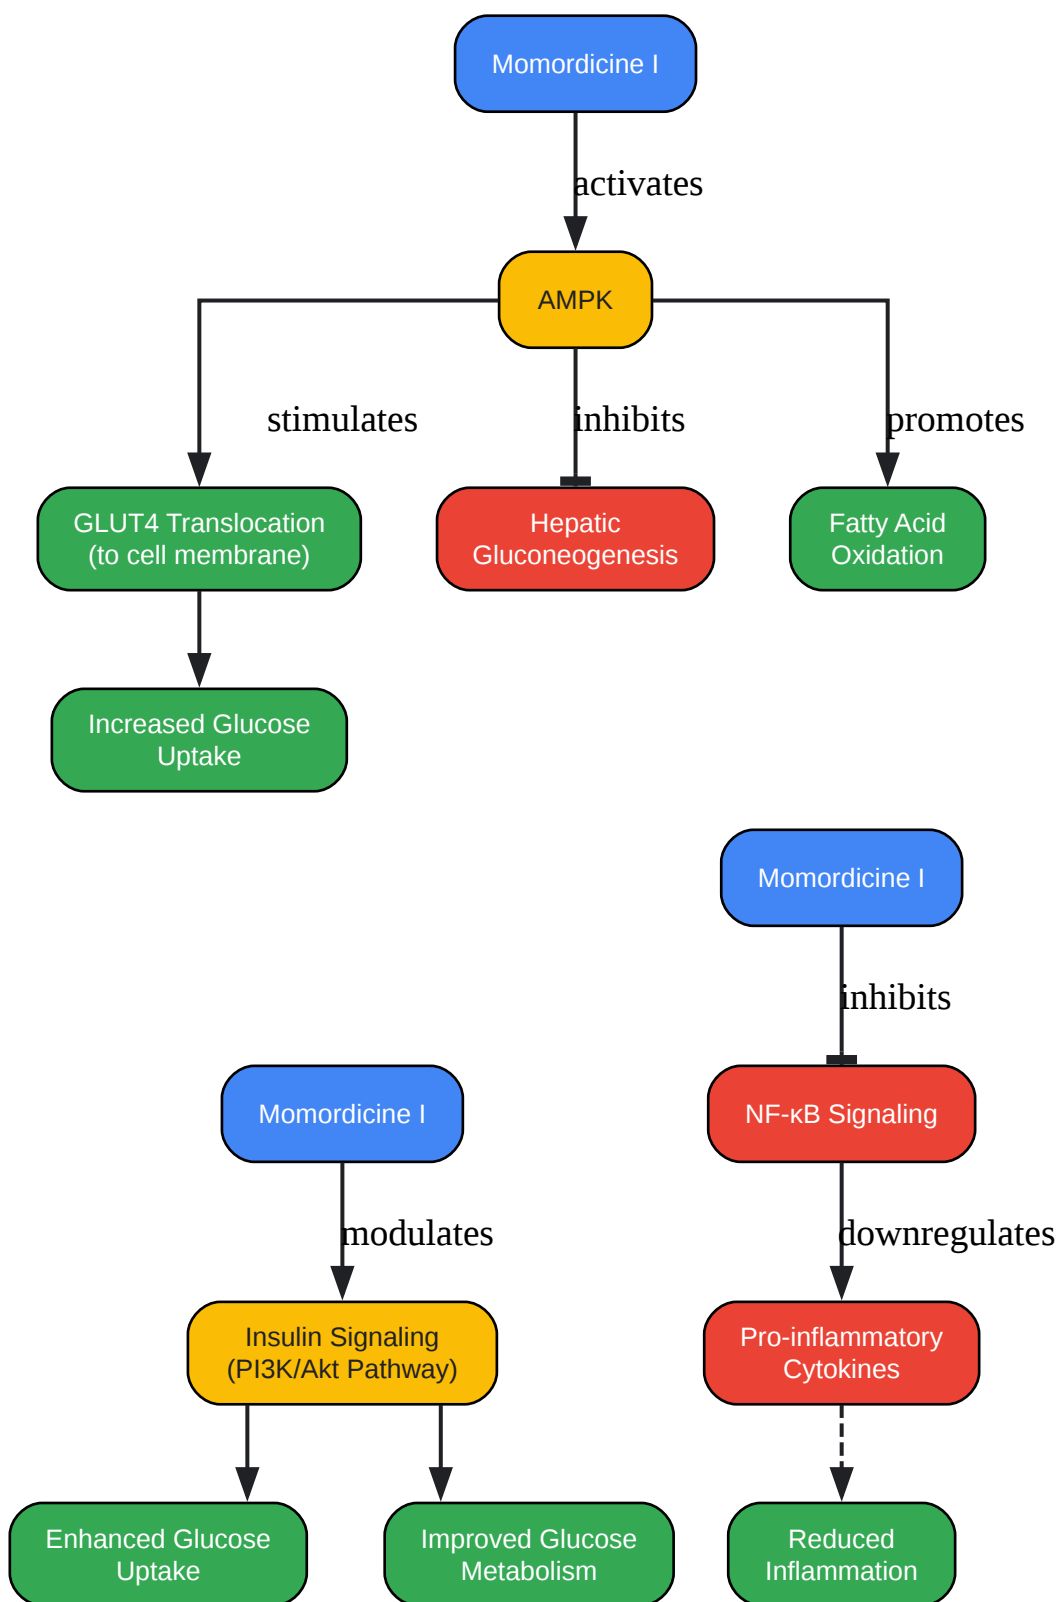 Momordicine I
activates
AMPK
stimulates
inhibits
promotes
GLUT4 Translocation
(to cell membrane)
Hepatic
Gluconeogenesis
Fatty Acid
Oxidation
Increased Glucose
Uptake
Momordicine I
inhibits
Momordicine I
NF-κB Signaling
modulates
downregulates
Insulin Signaling
(PI3K/Akt Pathway)
Pro-inflammatory
Cytokines
Enhanced Glucose
Uptake
Improved Glucose
Metabolism
Reduced
Inflammation